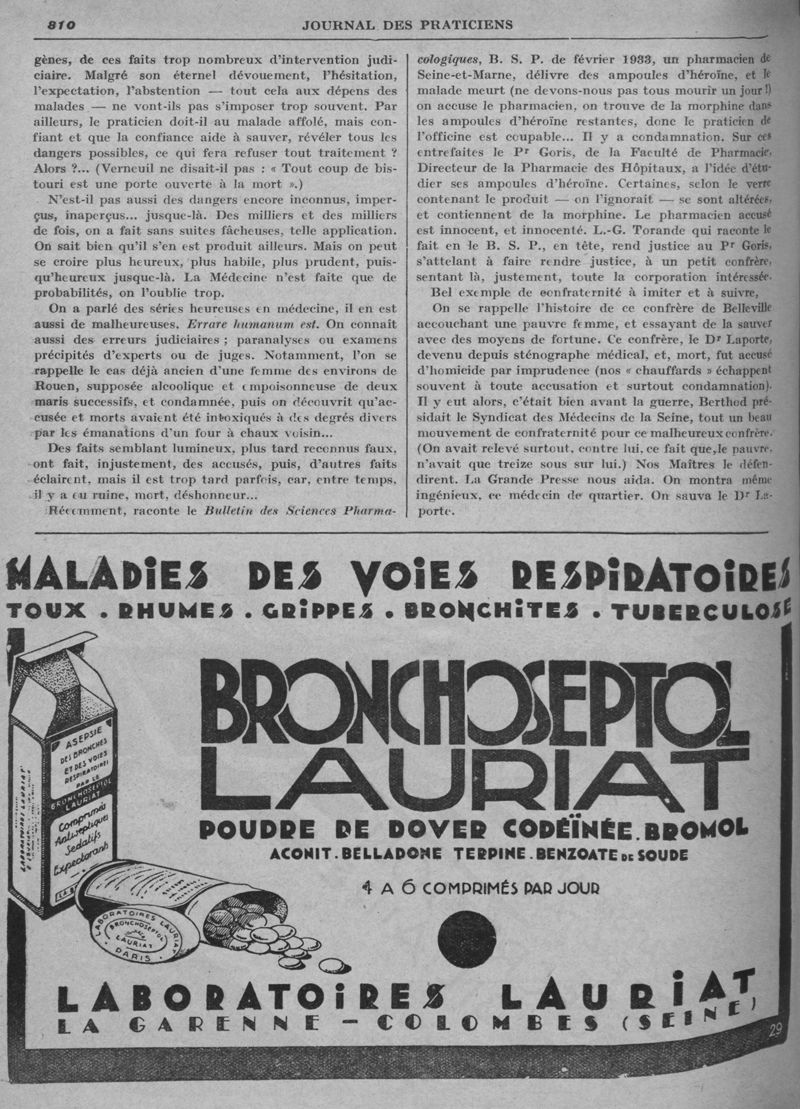 810
JOURNAL DES PRATICIENS
gènes, de ces faits trop nombreux d'intervention judi-
ciaire. Malgré son éternel dévouement, l'hésitation,
l'expectation, l'abstention — tout cela aux dépens des
malades — ne vont-ils pas s'imposer trop souvent. Par
ailleurs, le praticien doit-il au malade affolé, mais con-
fiant et que la confiance aide à sauver, révéler tous les
dangers possibles, ce qui fera refuser tout traitement ?
Alors ?... (Verneuil ne disait-il pas : « Tout coup de bis-
touri est une porte ouverte à la mort ».)
N'est-il pas aussi des dangers encore inconnus, imper-
çus, inaperçus... jusque-là. Des milliers et des milliers
de fois, on a fait sans suites fâcheuses, telle application.
On sait bien qu'il s'en est produit ailleurs. Mais on peut
se croire plus heureux, plus habile, plus prudent, puis-
qu'heureux jusque-là. La Médecine n'est faite que de
probabilités, on l'oublie trop.
On a parlé des séries heureuses en médecine, il en est
aussi de malheureuses. Errare humanum est. On connait
aussi des erreurs judiciaires ; paranalyses ou examens
précipités d'experts ou de juges. Notamment, l'on se
rappelle le cas déjà ancien d'une femme des environs de
Rouen, supposée alcoolique et empoisonneuse de deux
maris successifs, et condamnée, puis on découvrit qu'ac-
cusée et morts avaient été intoxiqués à des degrés divers
par les émanations d'un four à chaux voisin...
Des faits semblant lumineux, plus tard reconnus faux,
ont fait, injustement, des accusés, puis, d'autres faits
éclairent, mais il est trop tard parfois, car, entre temps,
il y a eu ruine, mort, déshonneur...
Récemment, raconte le Bulletin des Sciences Pharma-
cologiques, B. S. P. de février 1933, un pharmacien de
Seine-et-Marne, délivre des ampoules d'héroïne, et le
malade meurt (ne devons-nous pas tous mourir un jour !)
on accuse le pharmacien, on trouve de la morphine dans
les ampoules d'héroïne restantes, donc le praticien de
l'officine est coupable... Il y a condamnation. Sur ces
entrefaites le Pr Goris, de la Faculté de Pharmacie,
Directeur de la Pharmacie des Hôpitaux, a l'idée d'étu-
dier ses ampoules d'héroïne. Certaines, selon le verre
contenant le produit — on l'ignorait — se sont altérées,
et contiennent de la morphine. Le pharmacien accusé
est innocent, et innocenté. L.-G. Torande qui raconte le
fait en le B. S. P., en tête, rend justice au Pr Goris,
s'attelant à faire rendre justice, à un petit confrère,
sentant là, justement, toute la corporation intéressée.
Bel exemple de confraternité à imiter et à suivre,
On se rappelle l'histoire de ce confrère de Belleville
accouchant une pauvre femme, et essayant de la sauver
avec des moyens de fortune. Ce confrère, le Dr Laporte,
devenu depuis sténographe médical, et, mort, fut accusé
d'homicide par imprudence (nos « chauffards » échappent
souvent à toute accusation et surtout condamnation).
Il y eut alors, c'était bien avant la guerre, Berthod pré-
sidait le Syndicat des Médecins de la Seine, tout un beau
mouvement de confraternité pour ce malheureux confrère.
(On avait relevé surtout, contre lui, ce fait que,le pauvre,
n'avait que treize sous sur lui.) Nos Maîtres le défen-
dirent. La Grande Presse nous aida. On montra même
ingénieux, ce médecin de quartier. On sauva le Dr La-
porte.
MALADIES DES VOIES RESPIRATOIRES
TOUX . RHUMES . GRIPPES . BRONCHITES . TUBERCULOSE
ASEPSIE
DES BRONCHES
ET DES VOIES
RESPIRATOIRES
PAR LE
BRONCHOSEPTOL
LAURIAT
Comprimés
Antiseptiques
Sédatifs
Expectorants
BRONCHOSEPTOL
LAURIAT
POUDRE DE DOVER CODÉÏNÉE. BROMOL
ACONIT. BELLADONE TERPINE. BENZOATE DE SOUDE
4 A 6 COMPRIMÉS PAR JOUR
LABORATOIRES LAURIAT
BRONCHOSEPTOL
LAURIAT
PARIS
LABORATOIRES LAURIAT
LA GARENNE - COLOMBES (SEINE)
29